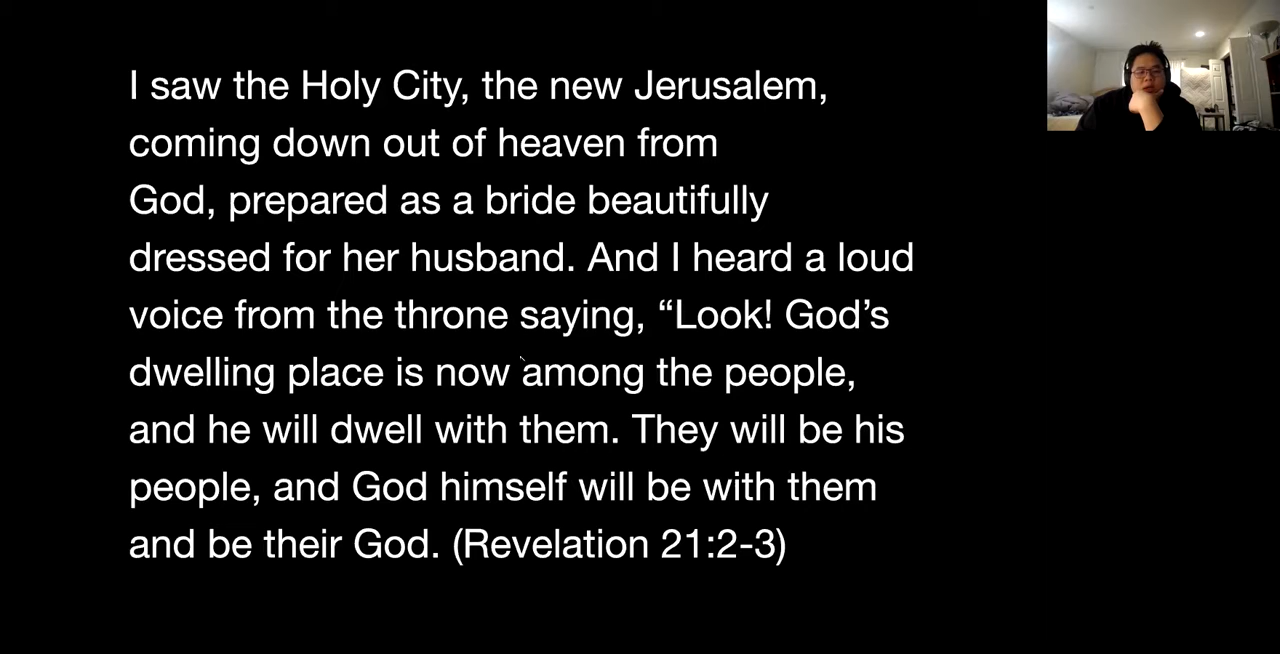 I saw the Holy City, the new Jerusalem,
coming down out of heaven from
God, prepared as a bride beautifully
dressed for her husband. And I heard a loud
voice from the throne saying, “Look! God’s
dwelling place is now among the people,
and he will dwell with them. They will be his
people, and God himself will be with them
and be their God. (Revelation 21:2-3)